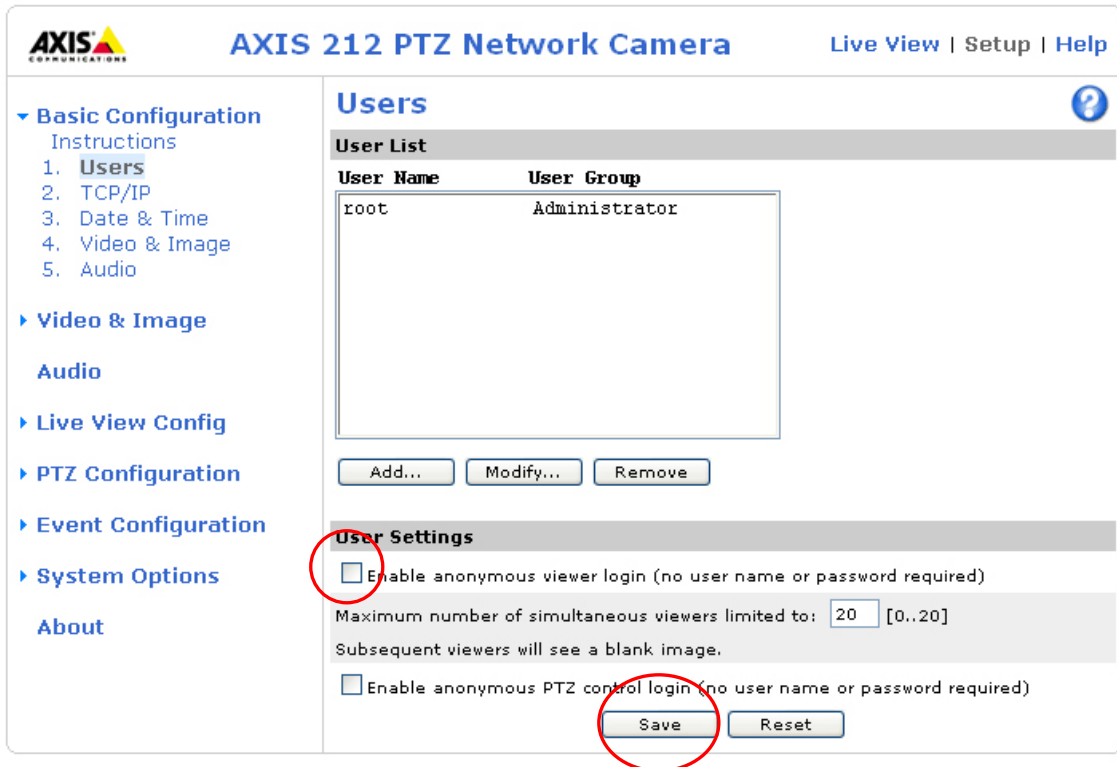 AXIS
COMMUNICATIONS
AXIS 212 PTZ Network Camera
Live View | Setup | Help
Basic Configuration
Instructions
1. Users
2. TCP/IP
3. Date & Time
4. Video & Image
5. Audio
Video & Image
Audio
Live View Config
PTZ Configuration
Event Configuration
System Options
About
Users
?
User List
User Name User Group
root Administrator
Add... Modify... Remove
User Settings
Enable anonymous viewer login (no user name or password required)
Maximum number of simultaneous viewers limited to: 20 [0..20]
Subsequent viewers will see a blank image.
Enable anonymous PTZ control login (no user name or password required)
Save Reset